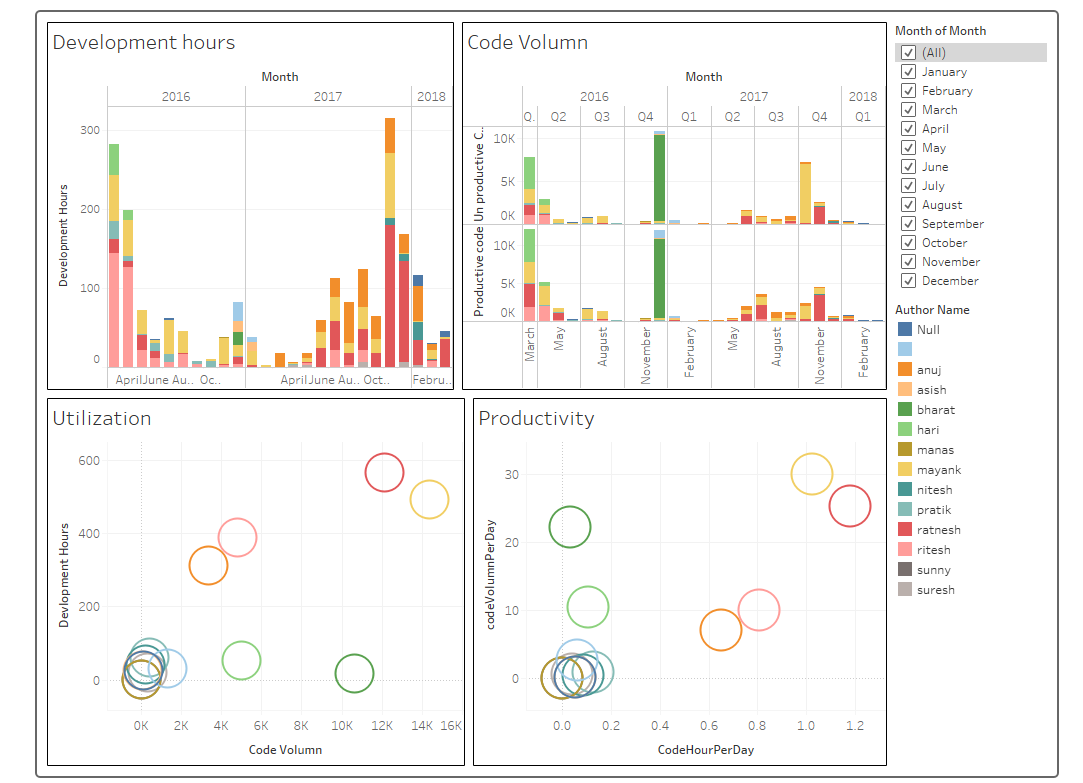 Development hours
Month
2016 2017 2018
Development Hours
300
200
100
0
AprilJune Au.. Oc.. AprilJune Au.. Oct.. Febru..
Code Volumn
Month
2016 2017 2018
Q. Q2 Q3 Q4 Q1 Q2 Q3 Q4 Q1
Un productive C..
10K
5K
0K
Productive code
10K
5K
0K
March May August November February May August November February
Month of Month
(All)
January
February
March
April
May
June
July
August
September
October
November
December
Author Name
Null
anuj
asish
bharat
hari
manas
mayank
nitesh
pratik
ratnesh
ritesh
sunny
suresh
Utilization
Devlopment Hours
600
400
200
0
0K 2K 4K 6K 8K 10K 12K 14K 16K
Code Volumn
Productivity
codeVolumnPerDay
30
20
10
0
0.0 0.2 0.4 0.6 0.8 1.0 1.2
CodeHourPerDay